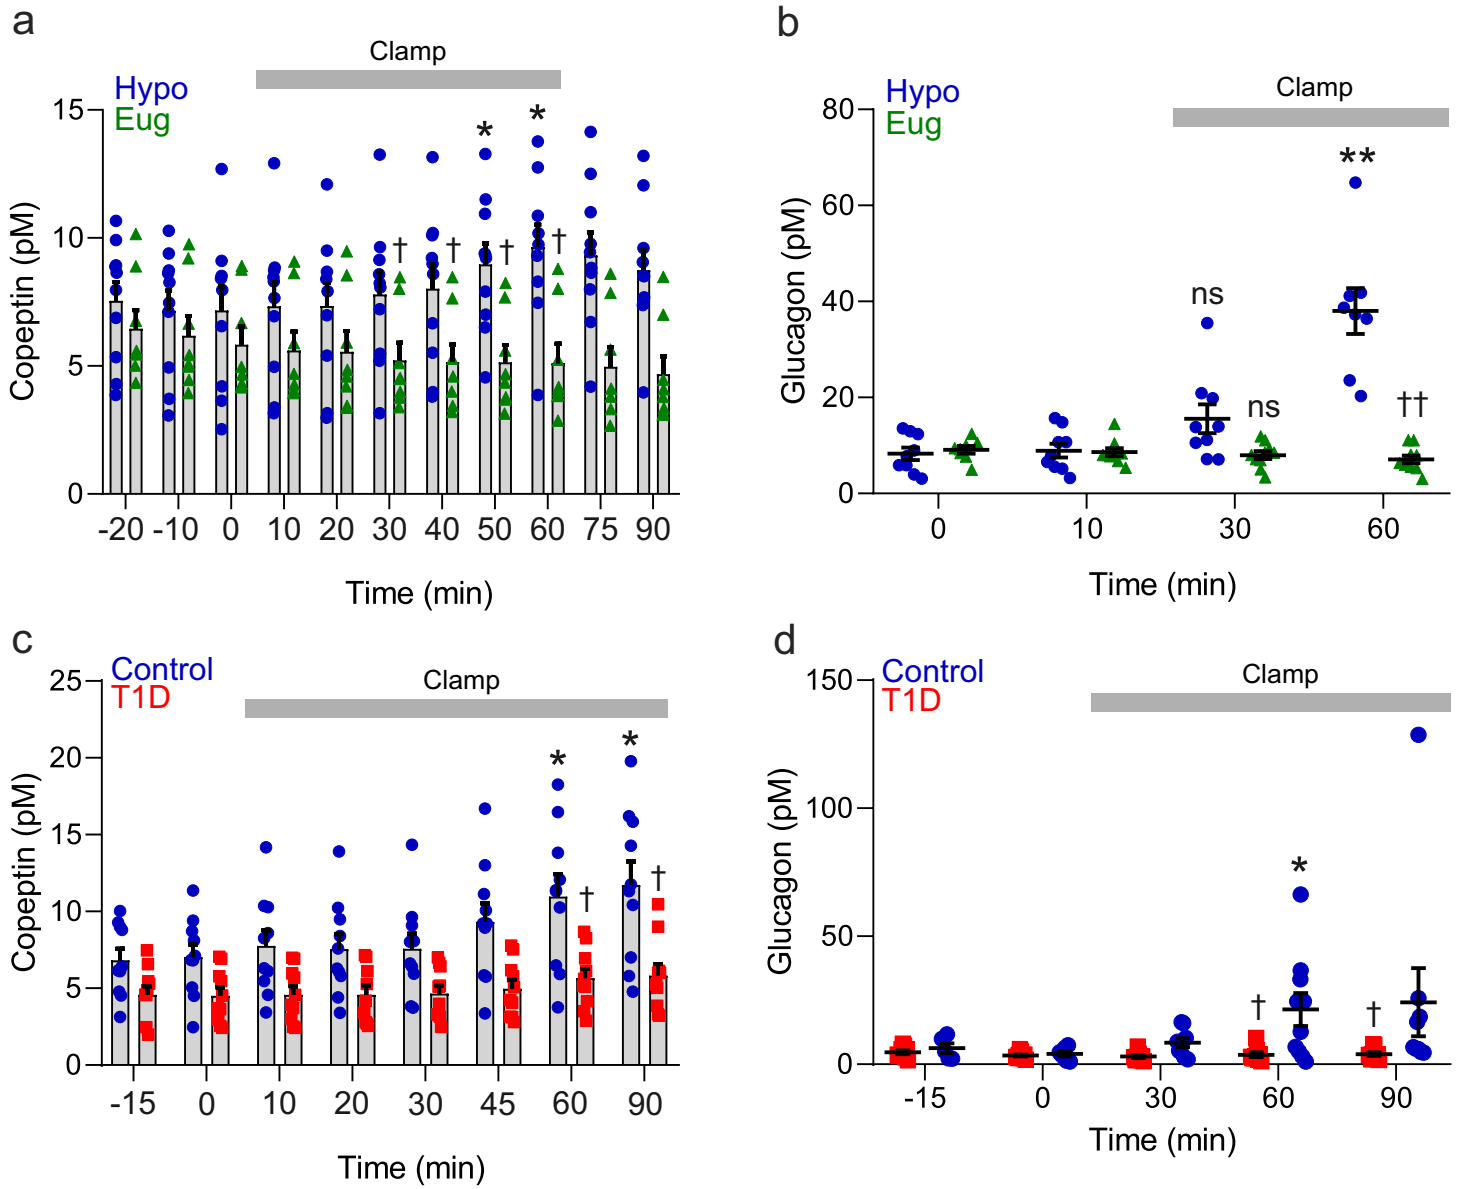 a
Clamp
Hypo
Eug
15
10
5
0
Copeptin (pM)
* *
† † † †
-20 -10 0 10 20 30 40 50 60 75 90
Time (min)
b
Clamp
Hypo
Eug
80
60
40
20
0
Glucagon (pM)
ns
ns
**
††
0 10 30 60
Time (min)
c
Clamp
Control
T1D
25
20
15
10
5
0
Copeptin (pM)
* *
† †
-15 0 10 20 30 45 60 90
Time (min)
d
Clamp
Control
T1D
150
100
50
0
Glucagon (pM)
*
† †
-15 0 30 60 90
Time (min)